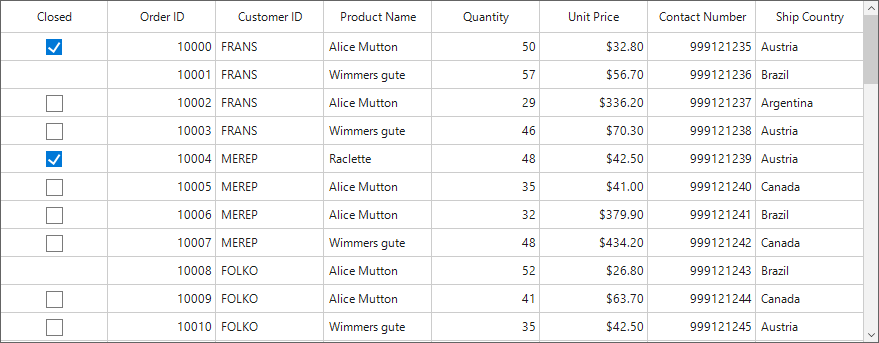 Closed Order ID Customer ID Product Name Quantity Unit Price Contact Number Ship Country
10000 FRANS Alice Mutton 50 $32.80 999121235 Austria
10001 FRANS Wimmers gute 57 $56.70 999121236 Brazil
10002 FRANS Alice Mutton 29 $336.20 999121237 Argentina
10003 FRANS Wimmers gute 46 $70.30 999121238 Austria
10004 MEREP Raclette 48 $42.50 999121239 Austria
10005 MEREP Alice Mutton 35 $41.00 999121240 Canada
10006 MEREP Alice Mutton 32 $379.90 999121241 Brazil
10007 MEREP Wimmers gute 48 $434.20 999121242 Canada
10008 FOLKO Alice Mutton 52 $26.80 999121243 Brazil
10009 FOLKO Alice Mutton 41 $63.70 999121244 Canada
10010 FOLKO Wimmers gute 35 $42.50 999121245 Austria